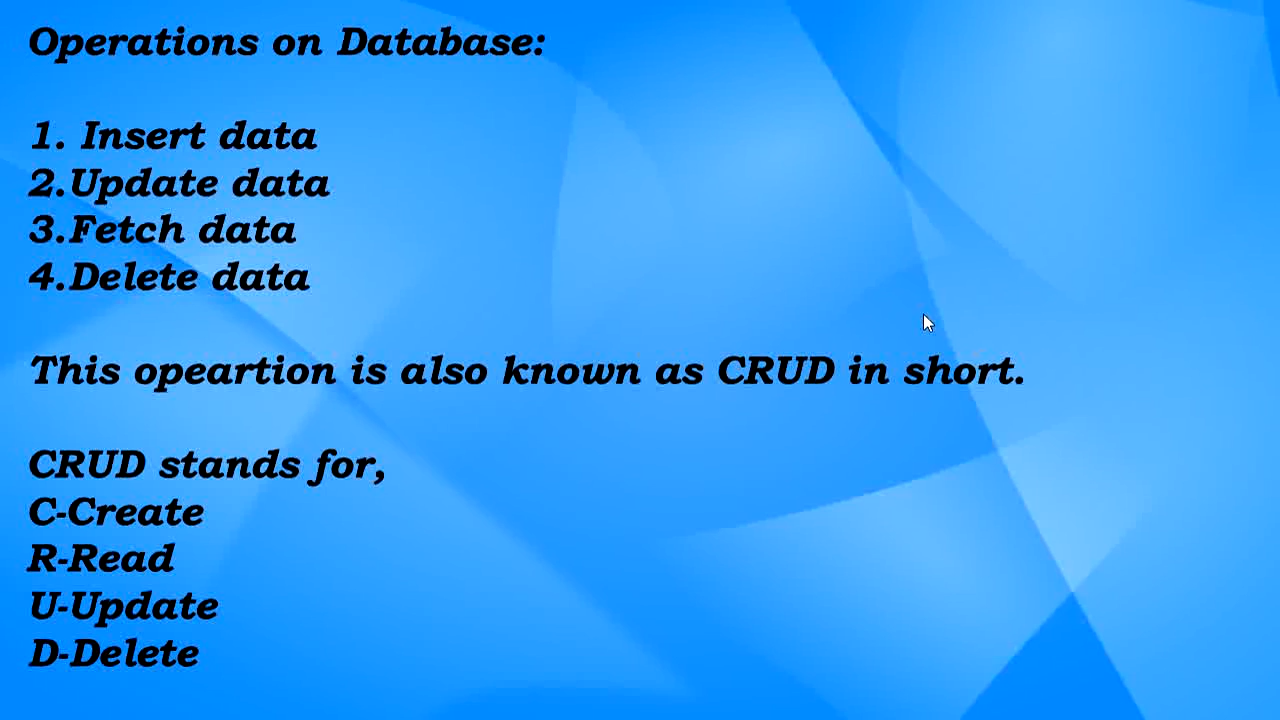 Operations on Database:
1. Insert data
2.Update data
3.Fetch data
4.Delete data
This opeartion is also known as CRUD in short.
CRUD stands for,
C-Create
R-Read
U-Update
D-Delete